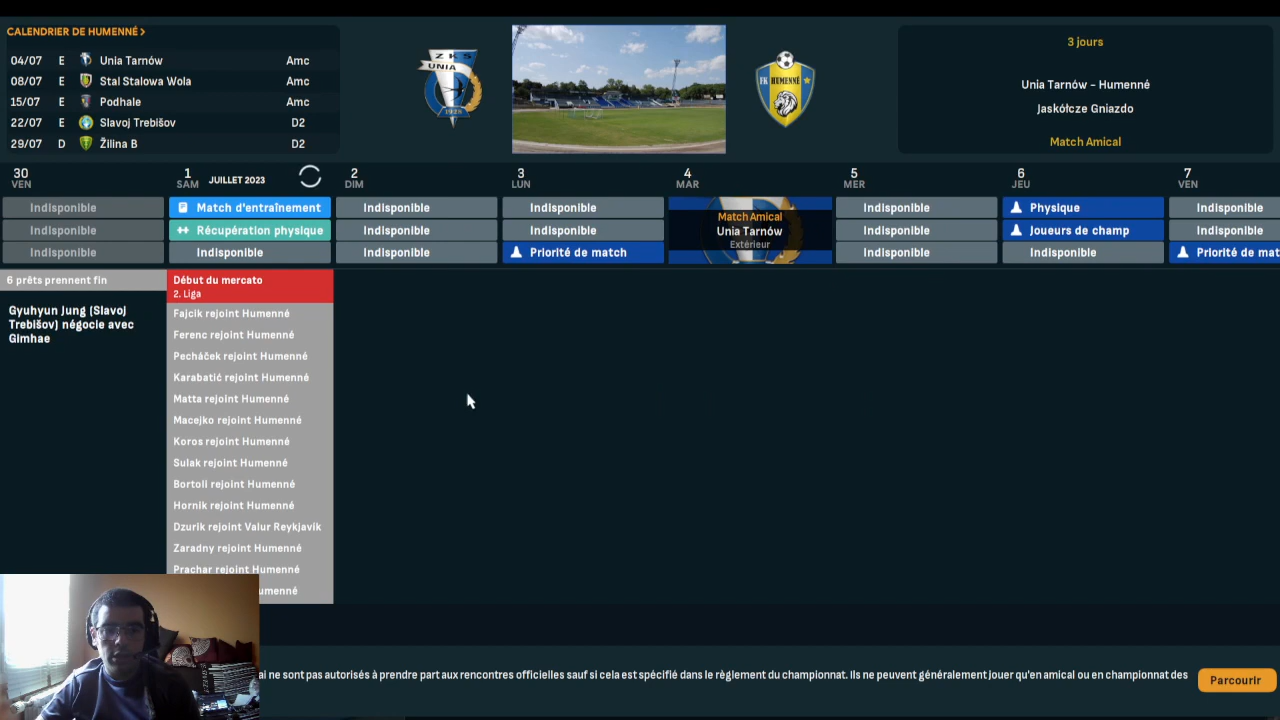 CALENDRIER DE HUMENNÉ >
04/07 E Unia Tarnów Amc
08/07 E Stal Stalowa Wola Amc
15/07 E Podhale Amc
22/07 E Slavoj Trebišov D2
29/07 D Žilina B D2
ZKS
UNIA
1928
FK HUMENNÉ
3 jours
Unia Tarnów - Humenné
Jaskółcze Gniazdo
Match Amical
30 VEN
1 SAM JUILLET 2023
2 DIM
3 LUN
4 MAR
5 MER
6 JEU
7 VEN
Indisponible Match d'entraînement Indisponible Indisponible Match Amical Indisponible Physique Indisponible
Indisponible Récupération physique Indisponible Indisponible Unia Tarnów Indisponible Joueurs de champ Indisponible
Indisponible Indisponible Indisponible Priorité de match Extérieur Indisponible Indisponible Priorité de mat
6 prêts prennent fin
Gyuhyun Jung (Slavoj
Trebišov) négocie avec
Gimhae
Début du mercato
2. Liga
Fajcik rejoint Humenné
Ferenc rejoint Humenné
Pecháček rejoint Humenné
Karabatić rejoint Humenné
Matta rejoint Humenné
Macejko rejoint Humenné
Koros rejoint Humenné
Sulak rejoint Humenné
Bortoli rejoint Humenné
Hornik rejoint Humenné
Dzurik rejoint Valur Reykjavik
Zaradny rejoint Humenné
Prachar rejoint Humenné
umenné
ai ne sont pas autorisés à prendre part aux rencontres officielles sauf si cela est spécifié dans le règlement du championnat. Ils ne peuvent généralement jouer qu'en amical ou en championnat des
Parcourir